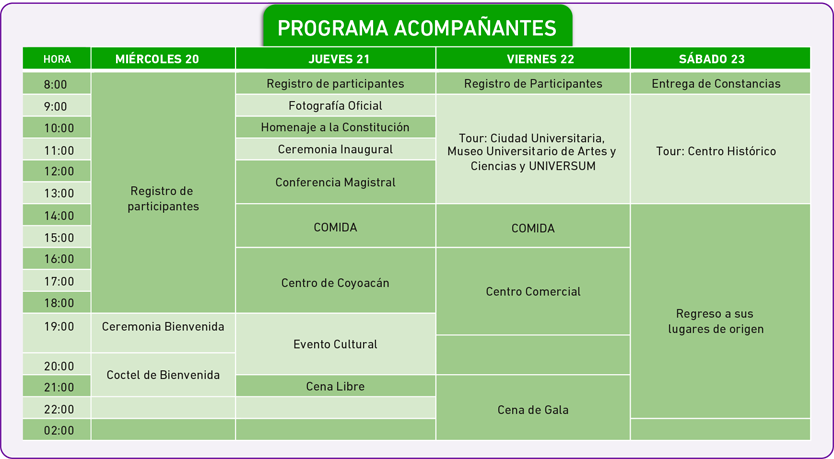 PROGRAMA ACOMPAÑANTES
HORA MIÉRCOLES 20 JUEVES 21 VIERNES 22 SÁBADO 23
8:00 Registro de participantes Registro de Participantes Entrega de Constancias
9:00 Fotografía Oficial
10:00 Homenaje a la Constitución
Tour: Ciudad Universitaria,
11:00 Ceremonia Inaugural Museo Universitario de Artes y Tour: Centro Histórico
Ciencias y UNIVERSUM
12:00
Conferencia Magistral
13:00 Registro de
participantes
14:00
COMIDA COMIDA
15:00
16:00
17:00 Centro de Coyoacán
Centro Comercial
18:00
Regreso a sus
19:00 Ceremonia Bienvenida lugares de origen
Evento Cultural
20:00
Coctel de Bienvenida
21:00 Cena Libre
22:00 Cena de Gala
02:00